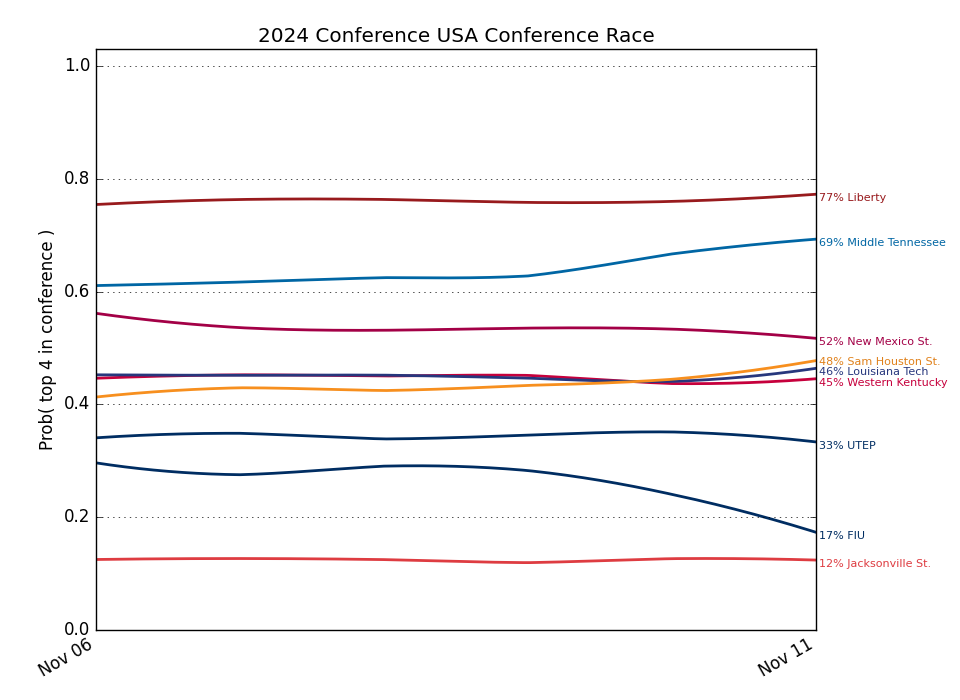 2024 Conference USA Conference Race
Prob( top 4 in conference )
1.0
0.8
0.6
0.4
0.2
0.0
Nov 06
Nov 11
77% Liberty
69% Middle Tennessee
52% New Mexico St.
48% Sam Houston St.
46% Louisiana Tech
45% Western Kentucky
33% UTEP
17% FIU
12% Jacksonville St.